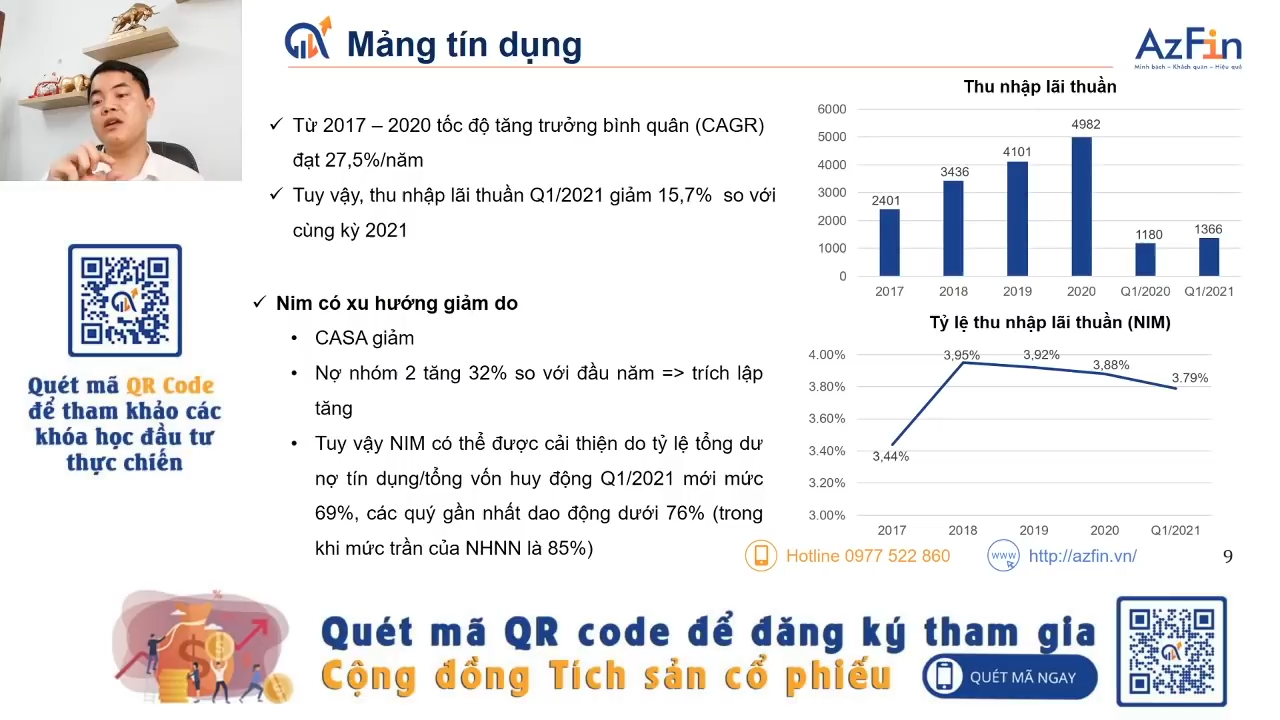 Mảng tín dụng
AzFin
Minh bạch – Khách quan – Hiệu quả
✓ Từ 2017 – 2020 tốc độ tăng trưởng bình quân (CAGR)
đạt 27,5%/năm
✓ Tuy vậy, thu nhập lãi thuần Q1/2021 giảm 15,7% so với
cùng kỳ 2021
✓ Nim có xu hướng giảm do
• CASA giảm
• Nợ nhóm 2 tăng 32% so với đầu năm => trích lập
tăng
• Tuy vậy NIM có thể được cải thiện do tỷ lệ tổng dư
nợ tín dụng/tổng vốn huy động Q1/2021 mới mức
69%, các quý gần nhất dao động dưới 76% (trong
khi mức trần của NHNN là 85%)
Thu nhập lãi thuần
6000
5000
4000
3000
2000
1000
0
2401
3436
4101
4982
1180
1366
2017 2018 2019 2020 Q1/2020 Q1/2021
Tỷ lệ thu nhập lãi thuần (NIM)
4.00%
3.80%
3.60%
3.40%
3.20%
3.00%
3,44%
3,95%
3,92%
3,88%
3.79%
2017 2018 2019 2020 Q1/2021
Hotline 0977 522 860
www
http://azfin.vn/
9
Quét mã QR Code
để tham khảo các
khóa học đầu tư
thực chiến
Quét mã QR code để đăng ký tham gia
Cộng đồng Tích sản cổ phiếu
QUÉT MÃ NGAY